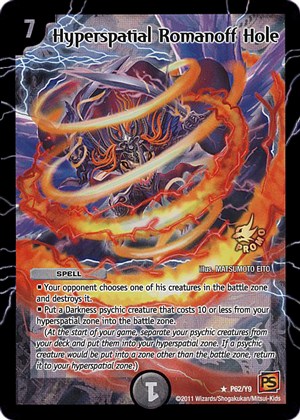 7
Hyperspatial Romanoff Hole
PROMO
Illus. MATSUMOTO EITO
SPELL
■ Your opponent chooses one of his creatures in the battle
zone and destroys it.
■ Put a Darkness psychic creature that costs 10 or less from your
hyperspatial zone into the battle zone.
(At the start of your game, separate your psychic creatures from
your deck and put them into your hyperspatial zone. If a psychic
creature would be put into a zone other than the battle zone, return
it to your hyperspatial zone.)
1
★ P62/Y9
PS
©2011 Wizards/Shogakukan/Mitsui-Kids